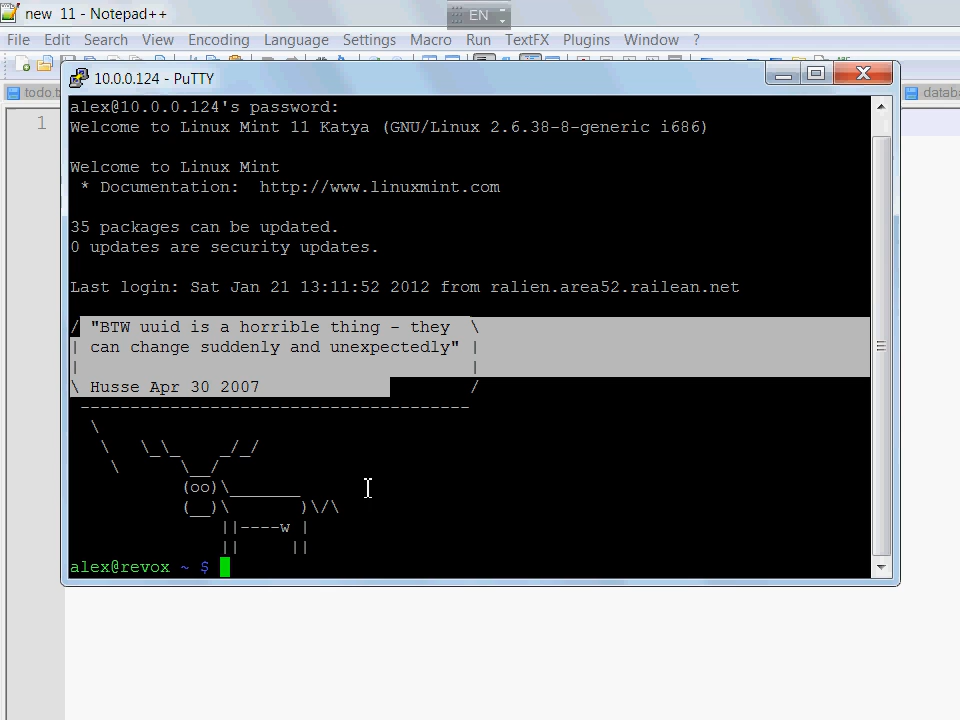 new 11 - Notepad++
EN
File Edit Search View Encoding Language Settings Macro Run TextFX Plugins Window ?
10.0.0.124 - PuTTY
1
alex@10.0.0.124's password:
Welcome to Linux Mint 11 Katya (GNU/Linux 2.6.38-8-generic i686)
Welcome to Linux Mint
* Documentation: http://www.linuxmint.com
35 packages can be updated.
0 updates are security updates.
Last login: Sat Jan 21 13:11:52 2012 from ralien.area52.railean.net
/ "BTW uuid is a horrible thing - they \
| can change suddenly and unexpectedly" |
| |
\ Husse Apr 30 2007 /
---------------------------------------
\
\ \_\_ _/_/
\ \__/
(oo)\_______
(__)\ )\/\
||----w |
|| ||
alex@revox ~ $